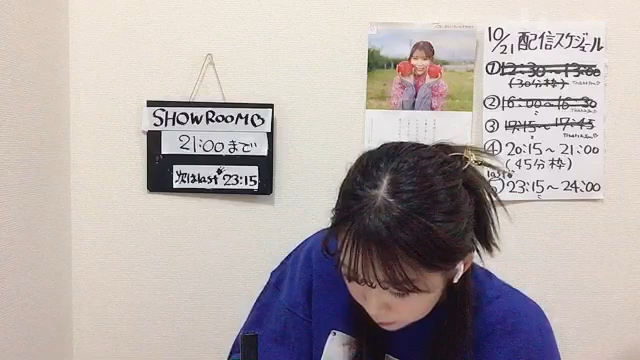 SHOWROOM
21:00まで
次はlast 23:15
10/21 配信スケジュール
① 12:30~13:00
(30分枠)
② 16:00~16:30
③ 17:15~17:45
④ 20:15~21:00
(45分枠)
last
⑤ 23:15~24:00